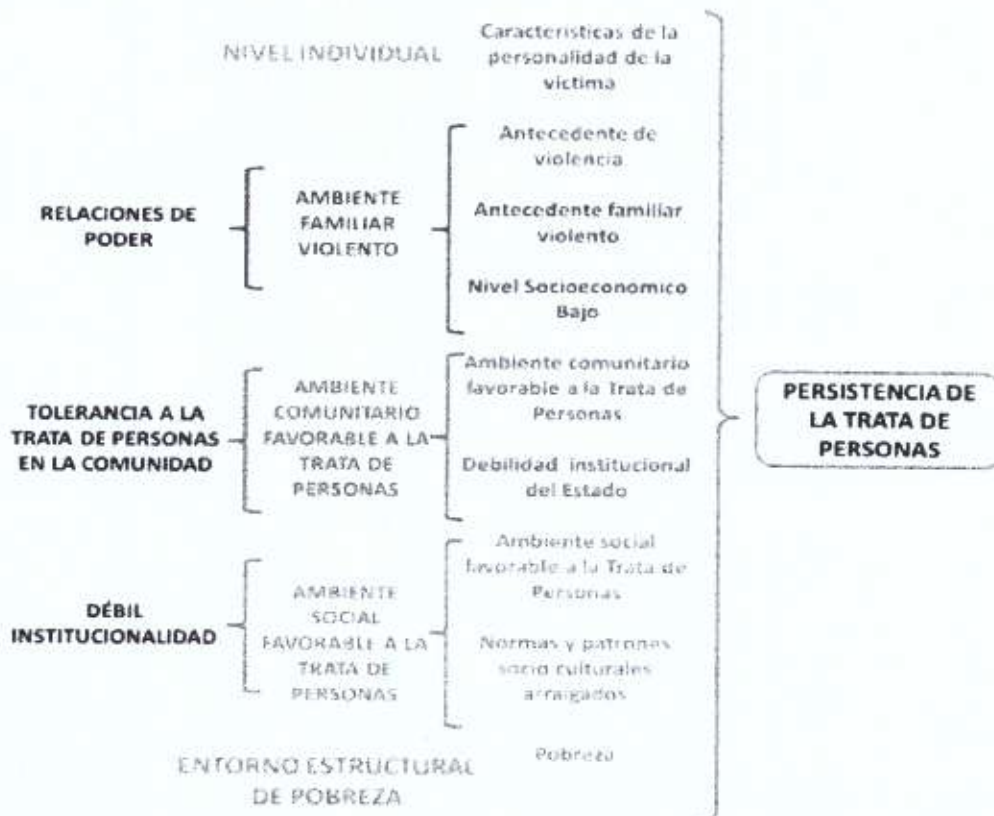 NIVEL INDIVIDUAL
Características de la
personalidad de la
víctima
RELACIONES DE
PODER
AMBIENTE
FAMILIAR
VIOLENTO
Antecedente de
violencia
Antecedente familiar
violento
Nivel Socioeconomico
Bajo
TOLERANCIA A LA
TRATA DE PERSONAS
EN LA COMUNIDAD
AMBIENTE
COMUNITARIO
FAVORABLE A LA
TRATA DE
PERSONAS
Ambiente comunitario
favorable a la Trata de
Personas
Debilidad institucional
del Estado
DÉBIL
INSTITUCIONALIDAD
AMBIENTE
SOCIAL
FAVORABLE A LA
TRATA DE
PERSONAS
Ambiente social
favorable a la Trata de
Personas
Normas y patrones
socio culturales
arraigados
ENTORNO ESTRUCTURAL
DE POBREZA
Pobreza
PERSISTENCIA DE
LA TRATA DE
PERSONAS